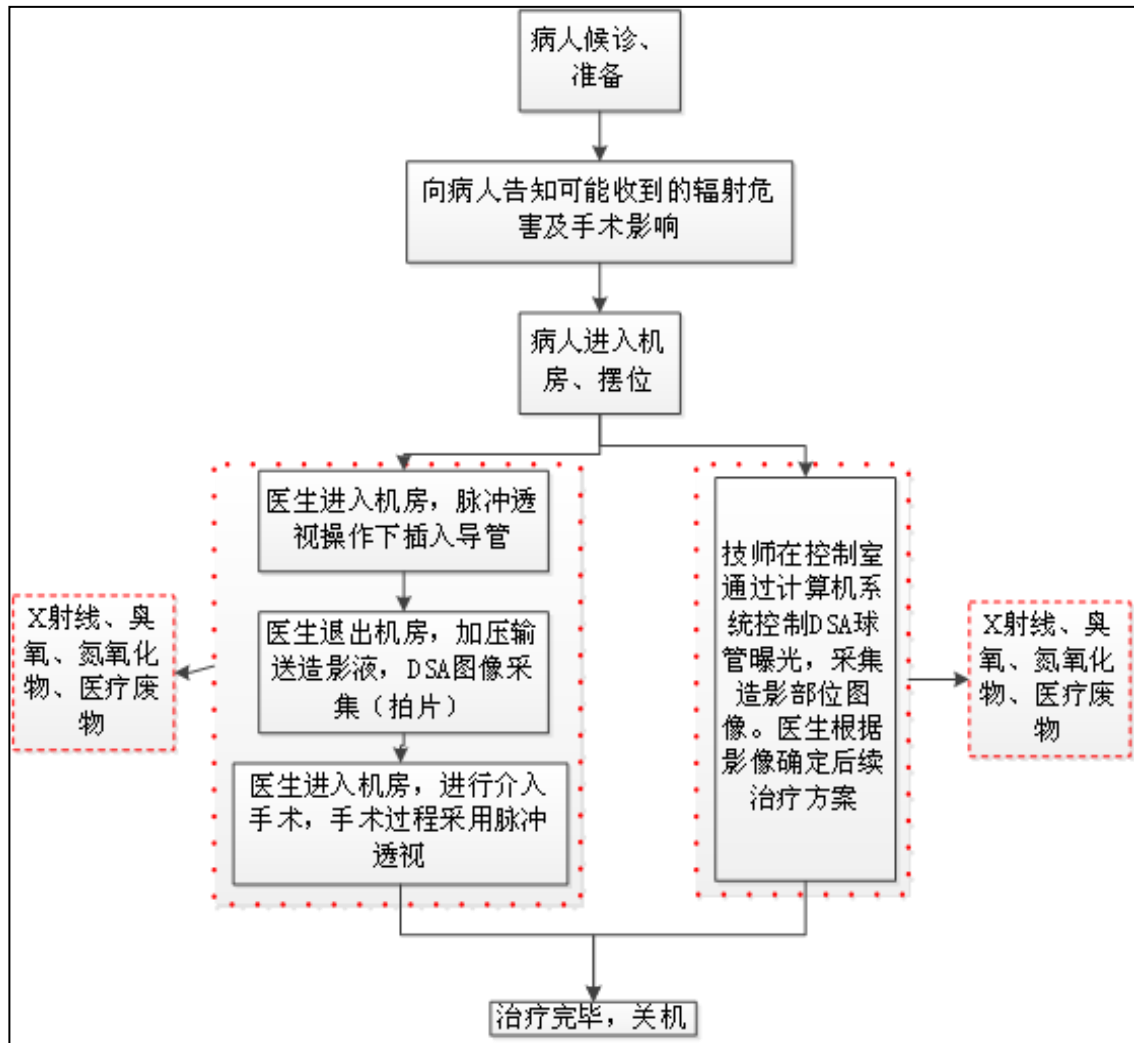 病人候诊、
准备
向病人告知可能收到的辐射危
害及手术影响
病人进入机
房、摆位
医生进入机房，脉冲透
视操作下插入导管
医生退出机房，加压输
送造影液，DSA图像采
集（拍片）
医生进入机房，进行介入
手术，手术过程采用脉冲
透视
X射线、臭
氧、氮氧化
物、医疗废
物
技师在控制室
通过计算机系
统控制DSA球
管曝光，采集
造影部位图
像。医生根据
影像确定后续
治疗方案
X射线、臭
氧、氮氧化
物、医疗废
物
治疗完毕，关机